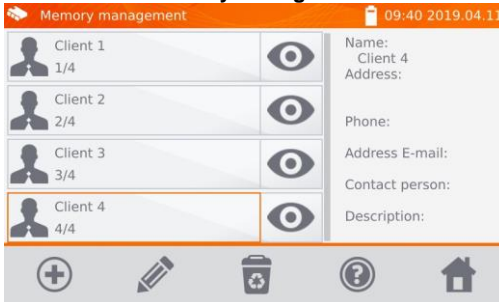 Memory management
09:40 2019.04.11
Client 1
1/4
Client 2
2/4
Client 3
3/4
Client 4
4/4
Name:
Client 4
Address:
Phone:
Address E-mail:
Contact person:
Description: